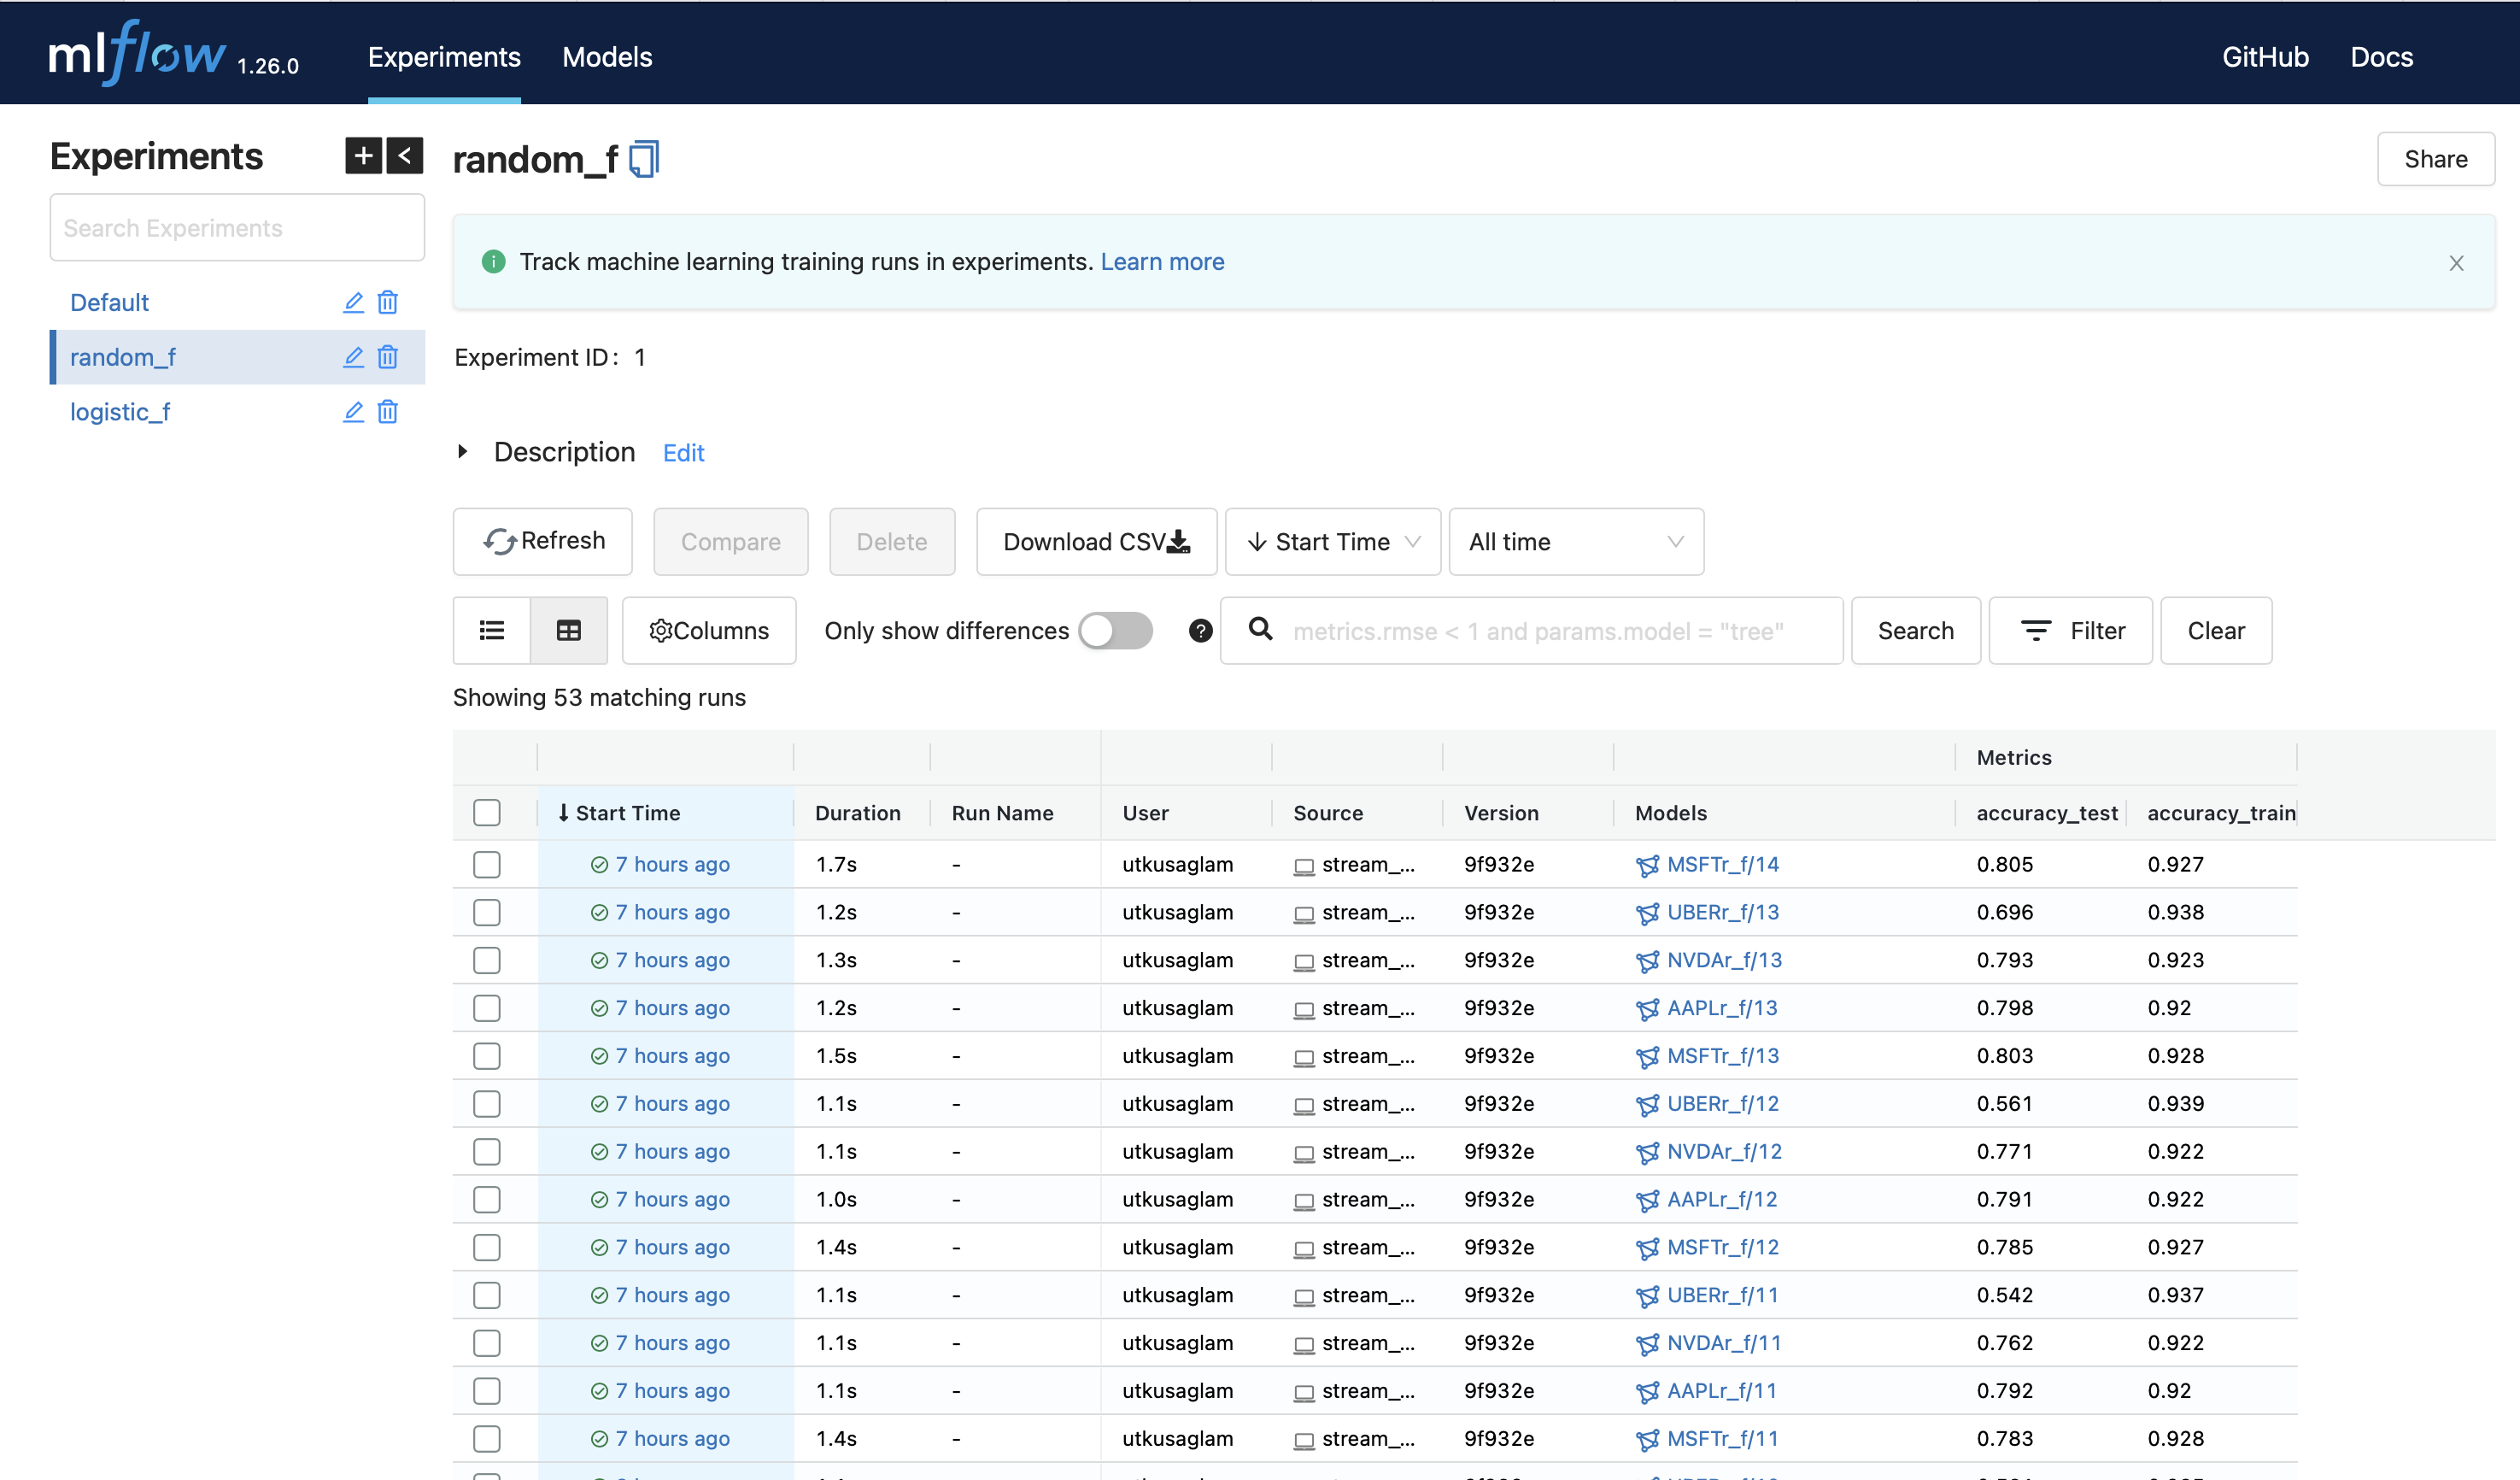 mlflow 1.26.0 Experiments Models GitHub Docs
Experiments
Search Experiments
Default
random_f
logistic_f
random_f Share
Track machine learning training runs in experiments. Learn more
Experiment ID: 1
Description Edit
Refresh Compare Delete Download CSV Start Time All time
Columns Only show differences metrics.rmse < 1 and params.model = "tree" Search Filter Clear
Showing 53 matching runs
Metrics
Start Time Duration Run Name User Source Version Models accuracy_test accuracy_train
7 hours ago 1.7s - utkusaglam stream_... 9f932e MSFTr_f/14 0.805 0.927
7 hours ago 1.2s - utkusaglam stream_... 9f932e UBERr_f/13 0.696 0.938
7 hours ago 1.3s - utkusaglam stream_... 9f932e NVDAr_f/13 0.793 0.923
7 hours ago 1.2s - utkusaglam stream_... 9f932e AAPLr_f/13 0.798 0.92
7 hours ago 1.5s - utkusaglam stream_... 9f932e MSFTr_f/13 0.803 0.928
7 hours ago 1.1s - utkusaglam stream_... 9f932e UBERr_f/12 0.561 0.939
7 hours ago 1.1s - utkusaglam stream_... 9f932e NVDAr_f/12 0.771 0.922
7 hours ago 1.0s - utkusaglam stream_... 9f932e AAPLr_f/12 0.791 0.922
7 hours ago 1.4s - utkusaglam stream_... 9f932e MSFTr_f/12 0.785 0.927
7 hours ago 1.1s - utkusaglam stream_... 9f932e UBERr_f/11 0.542 0.937
7 hours ago 1.1s - utkusaglam stream_... 9f932e NVDAr_f/11 0.762 0.922
7 hours ago 1.1s - utkusaglam stream_... 9f932e AAPLr_f/11 0.792 0.92
7 hours ago 1.4s - utkusaglam stream_... 9f932e MSFTr_f/11 0.783 0.928